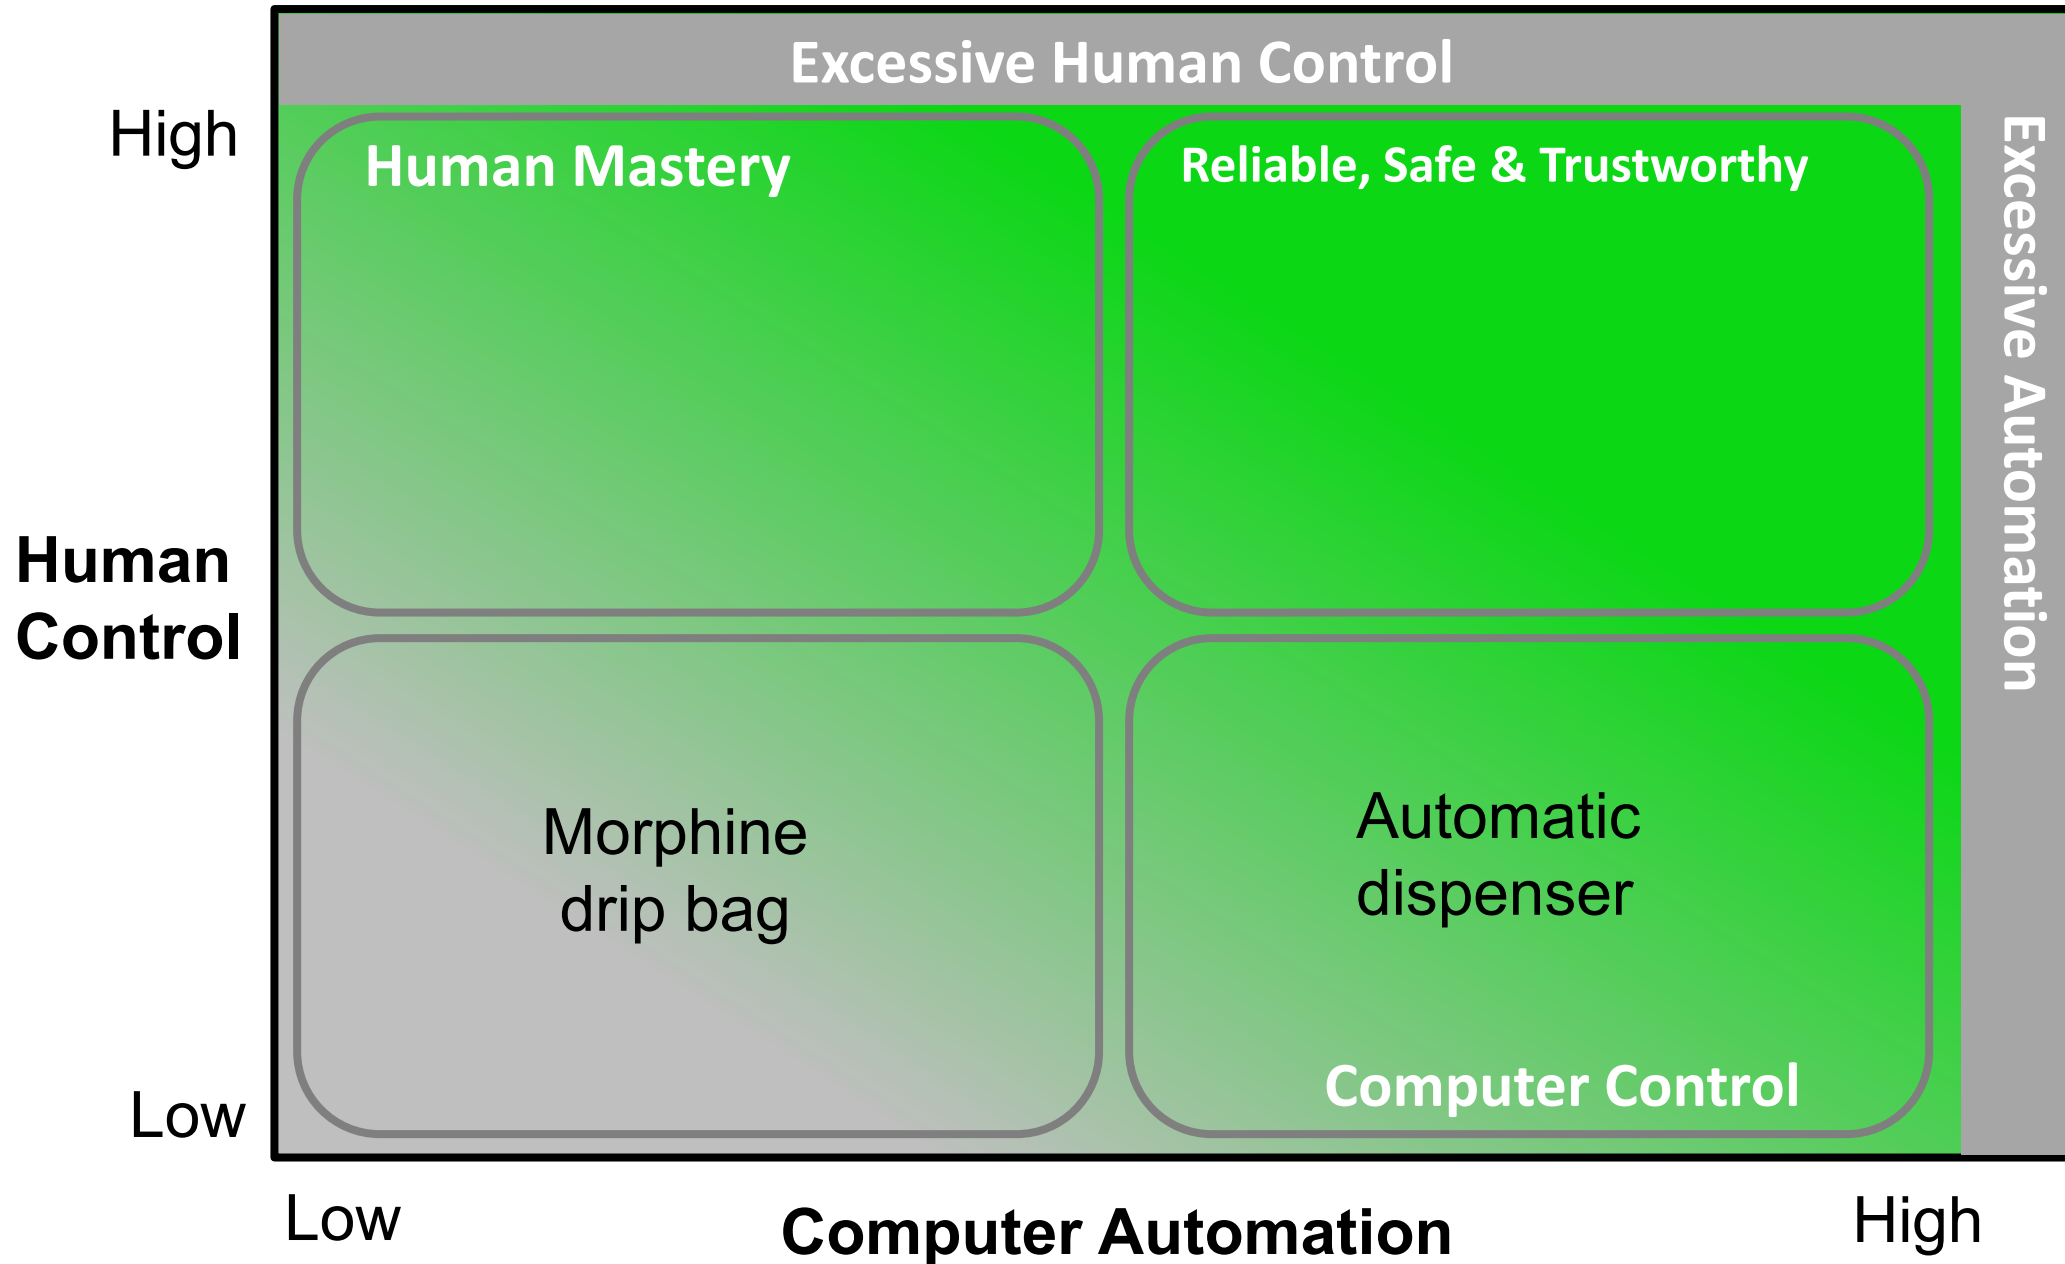 Excessive Human Control
High
Human Mastery
Reliable, Safe & Trustworthy
Excessive Automation
Human
Control
Morphine
drip bag
Automatic
dispenser
Computer Control
Low
Low
Computer Automation
High